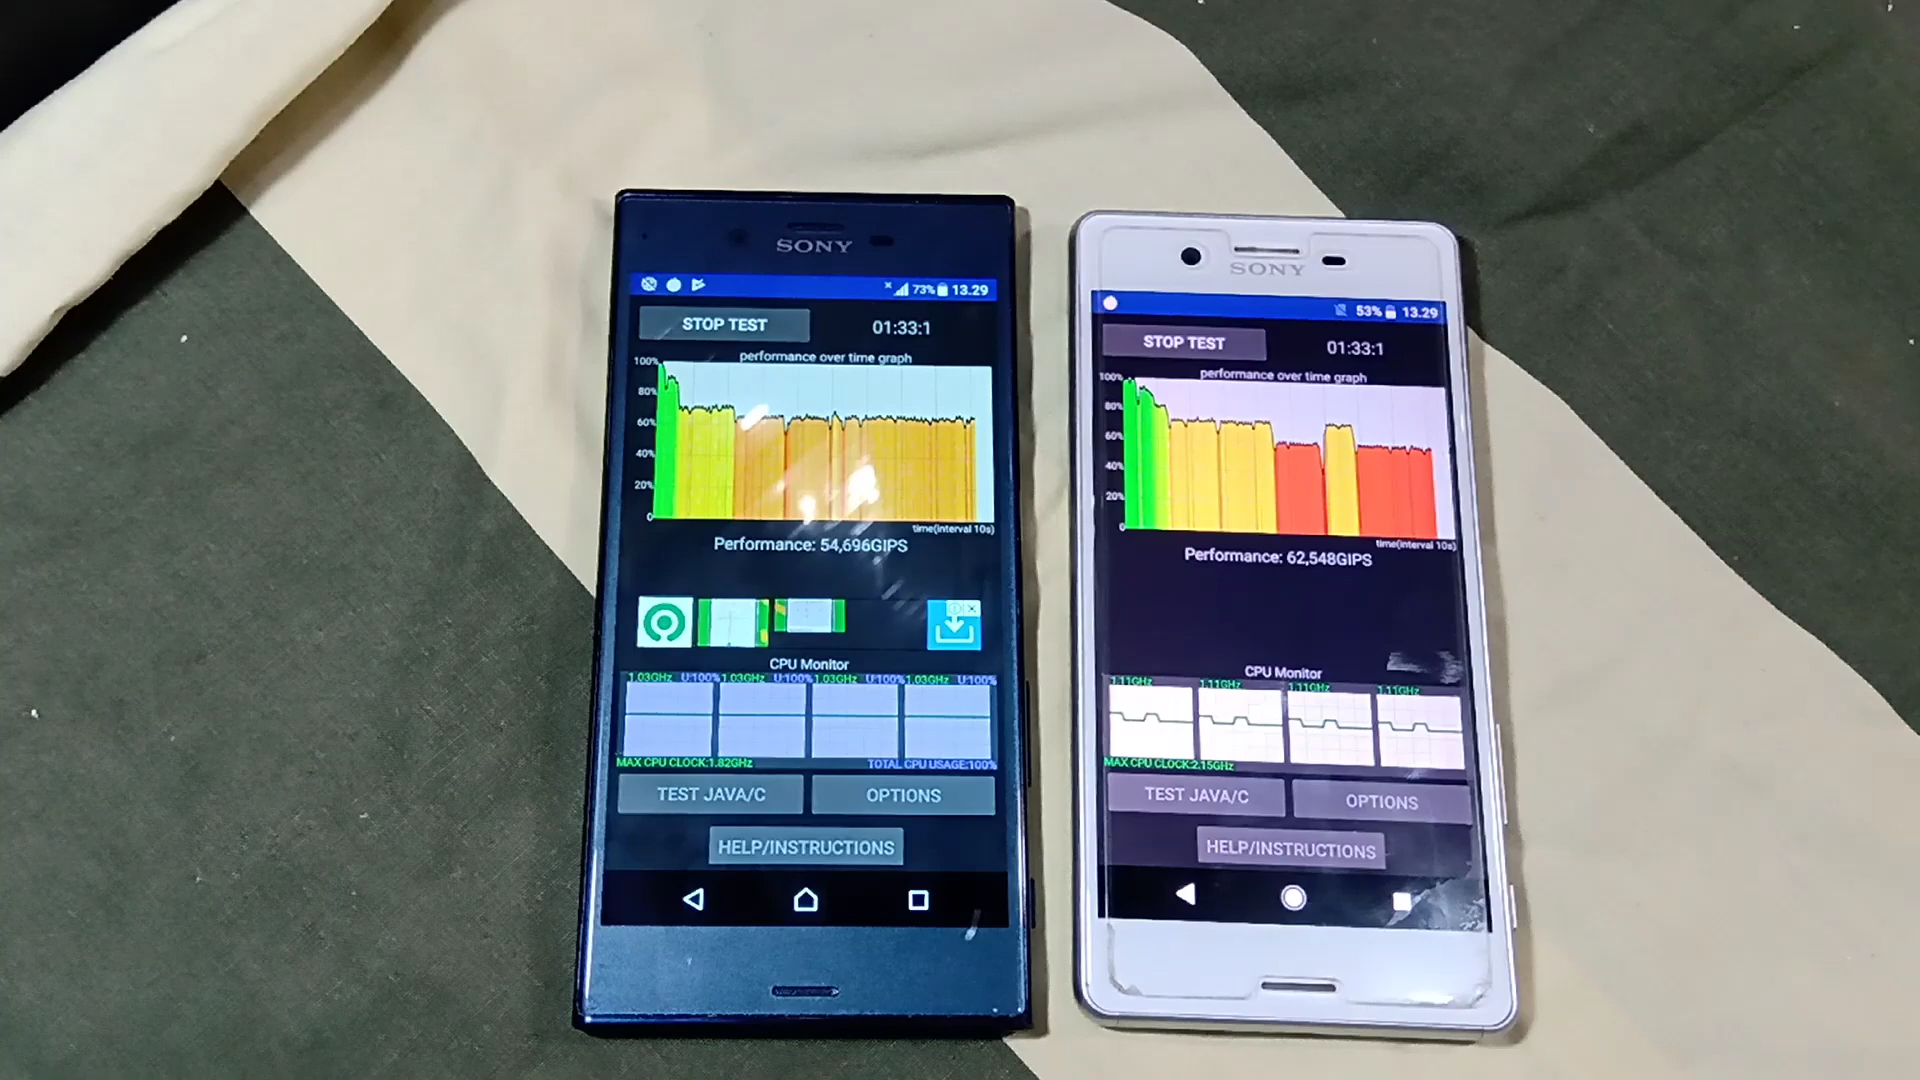 SONY
73% 13.29
STOP TEST 01:33:1
performance over time graph
100%
80%
60%
40%
20%
0
time(interval 10s)
Performance: 54,696GIPS
CPU Monitor
1.03GHz U:100% 1.03GHz U:100% 1.03GHz U:100% 1.03GHz U:100%
MAX CPU CLOCK:1.82GHz TOTAL CPU USAGE:100%
TEST JAVA/C OPTIONS
HELP/INSTRUCTIONS
SONY
53% 13.29
STOP TEST 01:33:1
performance over time graph
100%
80%
60%
40%
20%
0
time(interval 10s)
Performance: 62,548GIPS
CPU Monitor
1.11GHz 1.11GHz 1.11GHz 1.11GHz
MAX CPU CLOCK:2.15GHz
TEST JAVA/C OPTIONS
HELP/INSTRUCTIONS